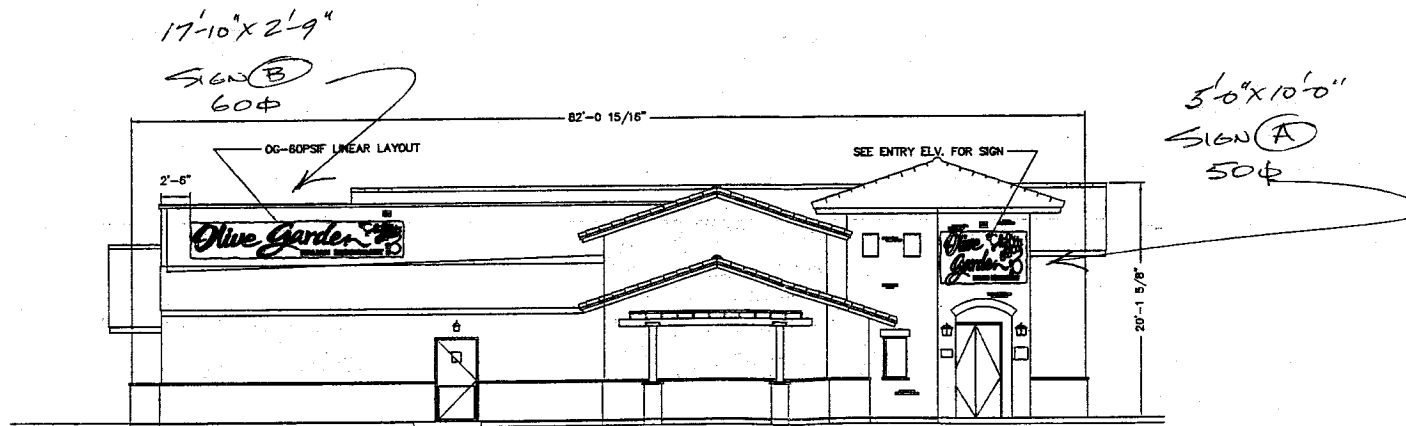 17'-10" X 2'-9"
SIGN B
60⌀
5'-0" X 10'-0"
SIGN A
50⌀
82'-0 15/16"
OG-60PSIF LINEAR LAYOUT
SEE ENTRY ELV. FOR SIGN
2'-6"
Olive Garden
Olive
Garden
20'-1 5/8"